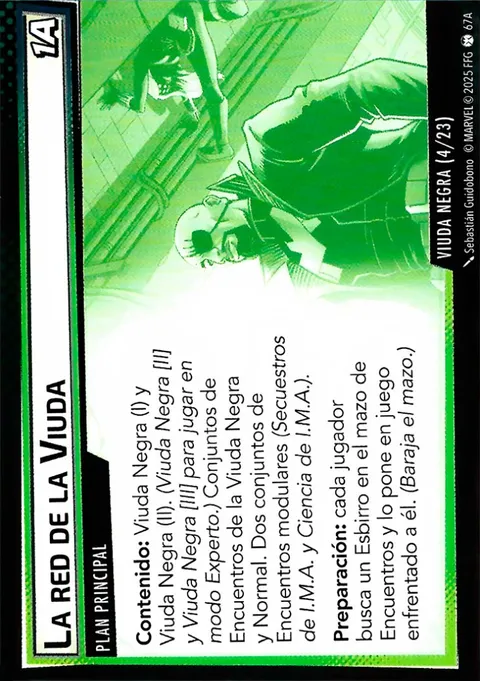 LA RED DE LA VIUDA
1A
PLAN PRINCIPAL
Contenido: Viuda Negra (I) y
Viuda Negra (II). (Viuda Negra [II]
y Viuda Negra [III] para jugar en
modo Experto.) Conjuntos de
Encuentros de la Viuda Negra
y Normal. Dos conjuntos de
Encuentros modulares (Secuestros
de I.M.A. y Ciencia de I.M.A.).
Preparación: cada jugador
busca un Esbirro en el mazo de
Encuentros y lo pone en juego
enfrentado a él. (Baraja el mazo.)
VIUDA NEGRA (4/23)
Sebastián Guidobono © MARVEL © 2025 FFG 67A